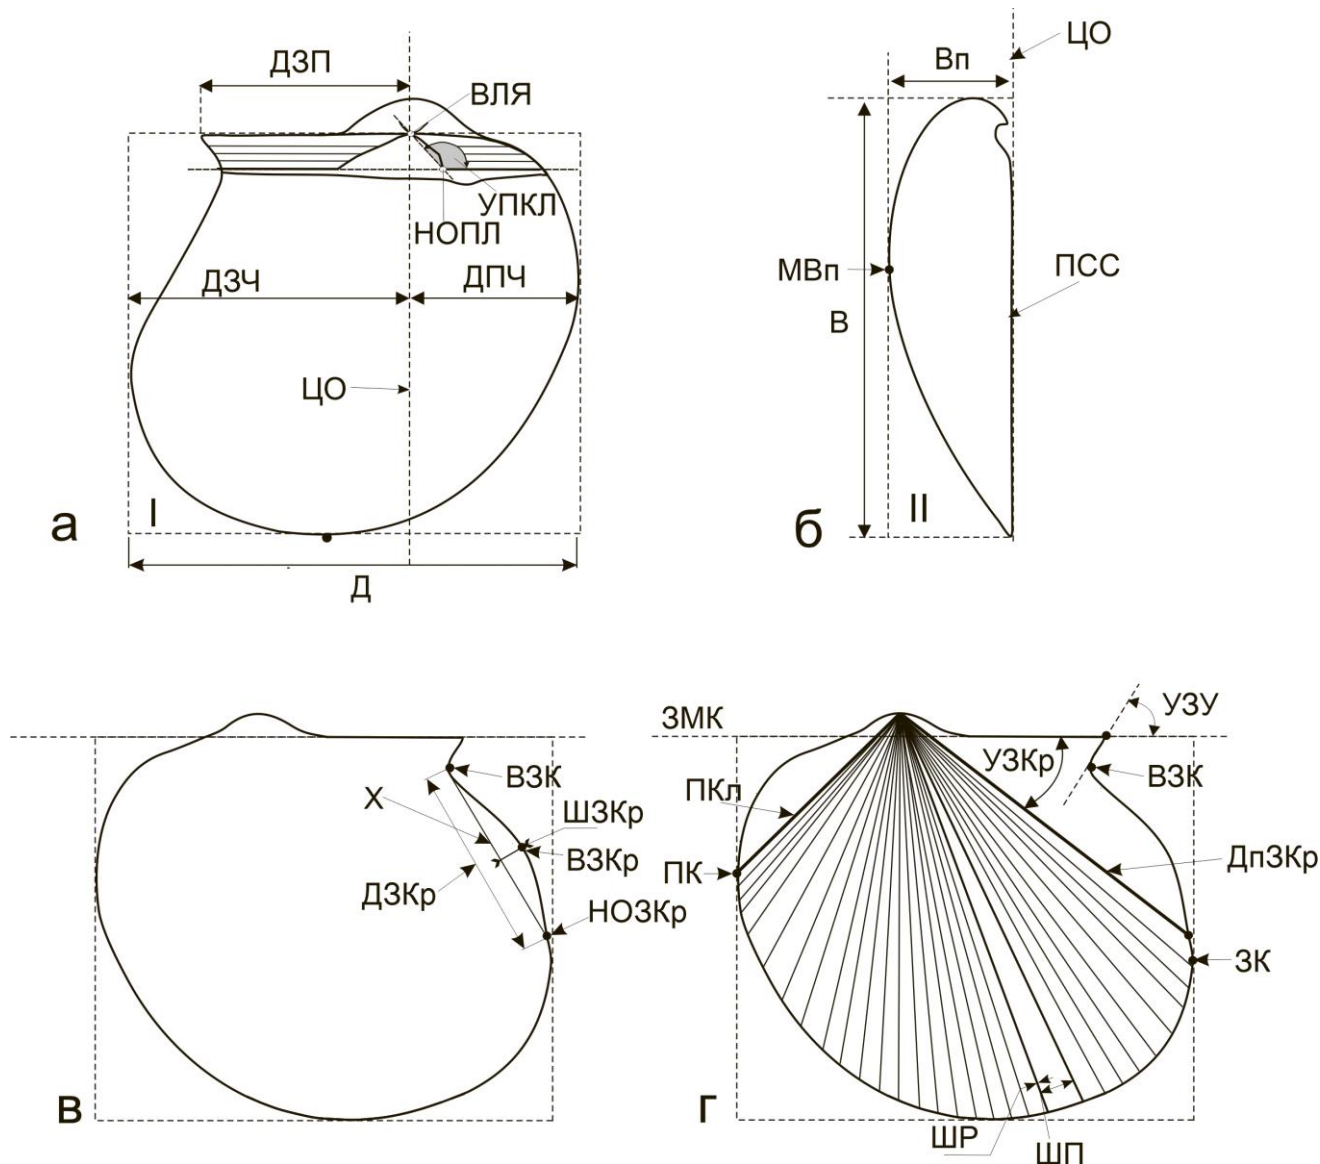 ДЗП
ВЛЯ
УПКЛ
НОПЛ
ДЗЧ
ДПЧ
ЦО
I
а
Д
ЦО
Вп
МВп
В
ПСС
II
б
ВЗК
Х
ШЗКр
ВЗКр
ДЗКр
НОЗКр
в
ЗМК
УЗУ
УЗКр
ВЗК
ПКл
ПК
ДпЗКр
ЗК
г
ШР
ШП